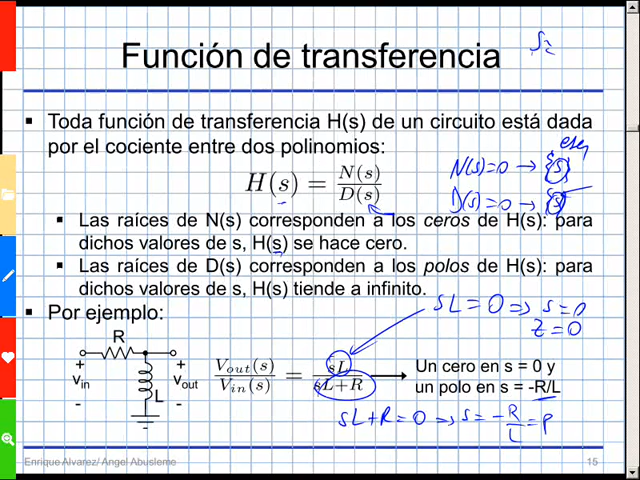 Función de transferencia
Toda función de transferencia H(s) de un circuito está dada
por el cociente entre dos polinomios:
H(s) = N(s) / D(s)
N(s)=0 → {s}
D(s)=0 → {s}
Las raíces de N(s) corresponden a los ceros de H(s): para
dichos valores de s, H(s) se hace cero.
Las raíces de D(s) corresponden a los polos de H(s): para
dichos valores de s, H(s) tiende a infinito.
sL = 0 ⇒ s = 0
z = 0
Por ejemplo:
R
+ +
vin vout
L
- -
Vout(s) / Vin(s) = sL / sL+R
Un cero en s = 0 y
un polo en s = -R/L
sL+R=0 ⇒ s = -R/L = p
Enrique Alvarez/ Angel Abusleme
15